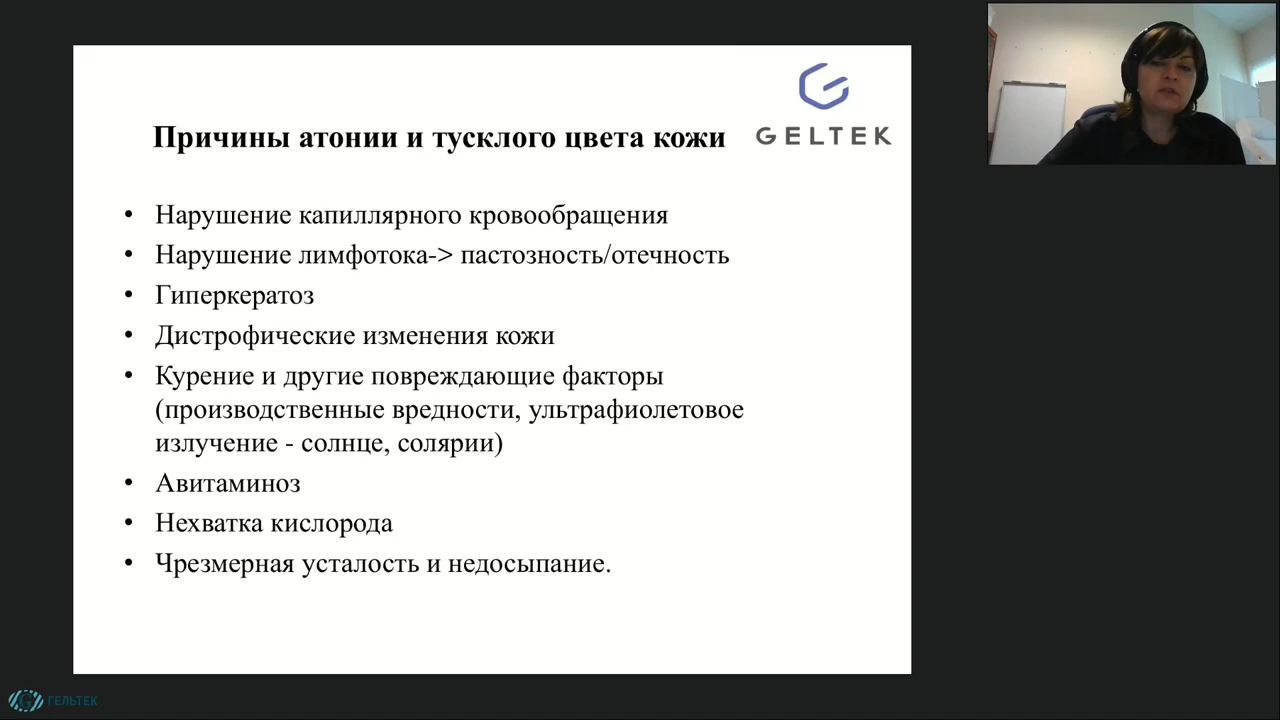 GELTEK
Причины атонии и тусклого цвета кожи
• Нарушение капиллярного кровообращения
• Нарушение лимфотока-> пастозность/отечность
• Гиперкератоз
• Дистрофические изменения кожи
• Курение и другие повреждающие факторы
(производственные вредности, ультрафиолетовое
излучение - солнце, солярии)
• Авитаминоз
• Нехватка кислорода
• Чрезмерная усталость и недосыпание.
ГЕЛЬТЕК